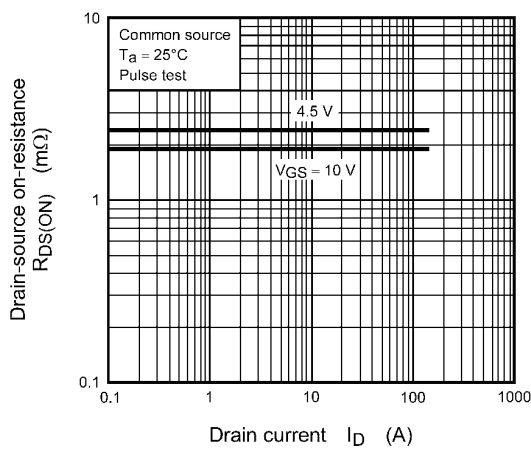 Drain-source on-resistance
RDS(ON) (mΩ)
10
1
0.1
Common source
Ta = 25°C
Pulse test
4.5 V
VGS = 10 V
0.1 1 10 100 1000
Drain current ID (A)